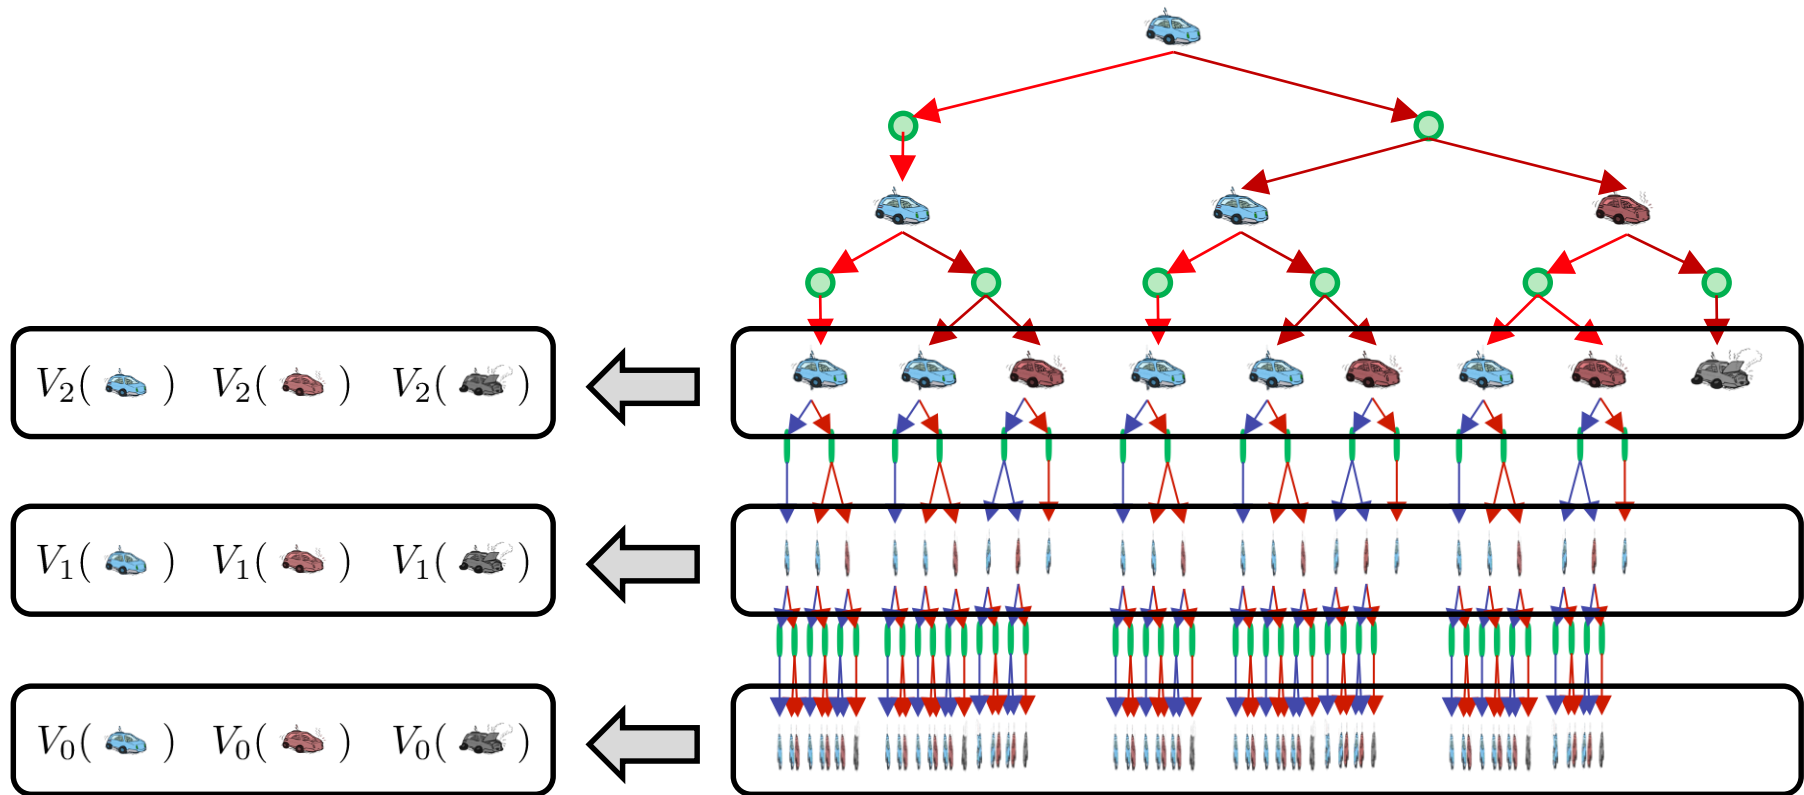 V₂( ) V₂( ) V₂( )
V₁( ) V₁( ) V₁( )
V₀( ) V₀( ) V₀( )